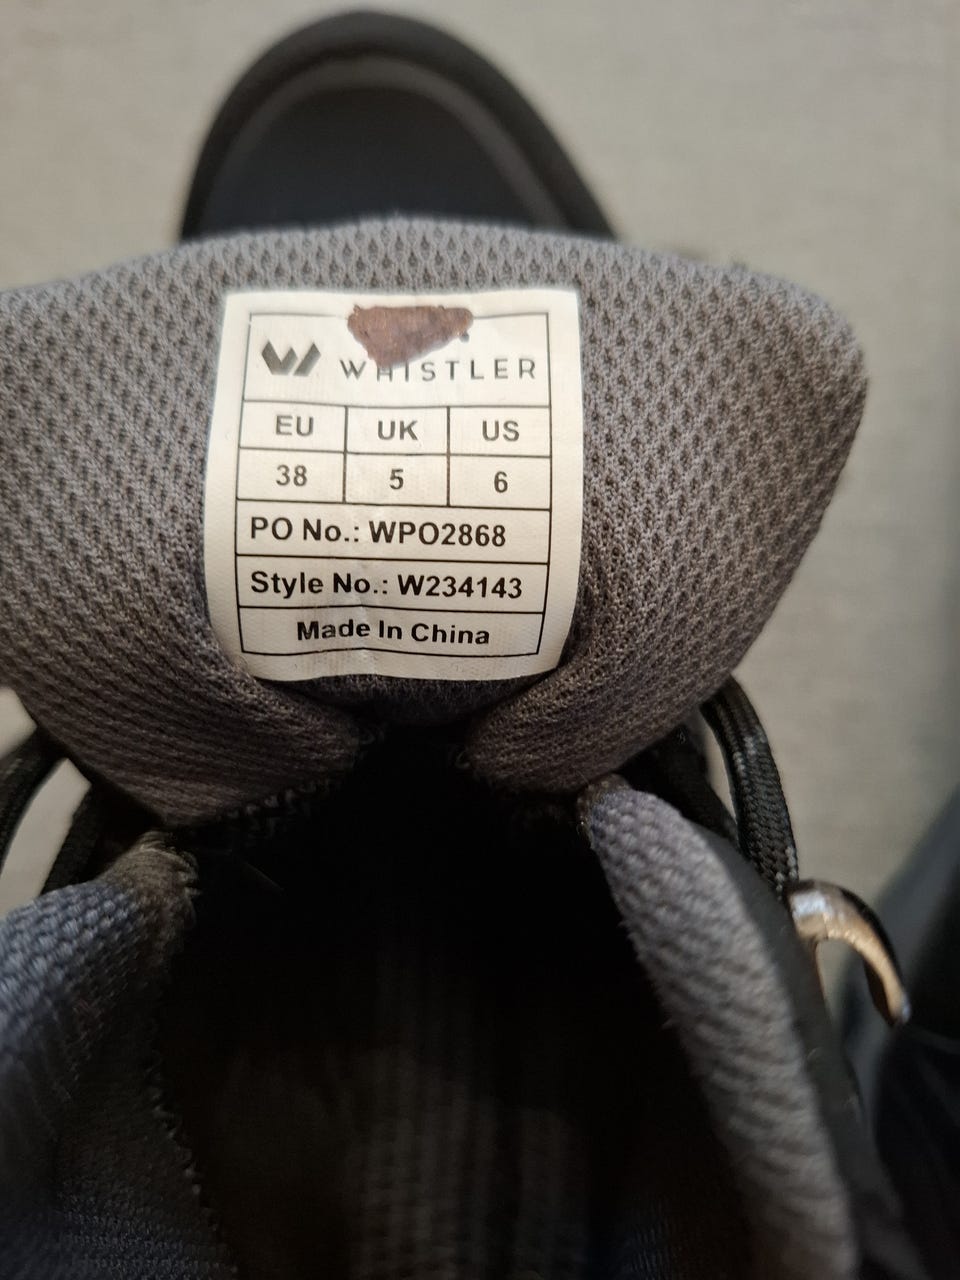 WHISTLER
EU UK US
38 5 6
PO No.: WPO2868
Style No.: W234143
Made In China